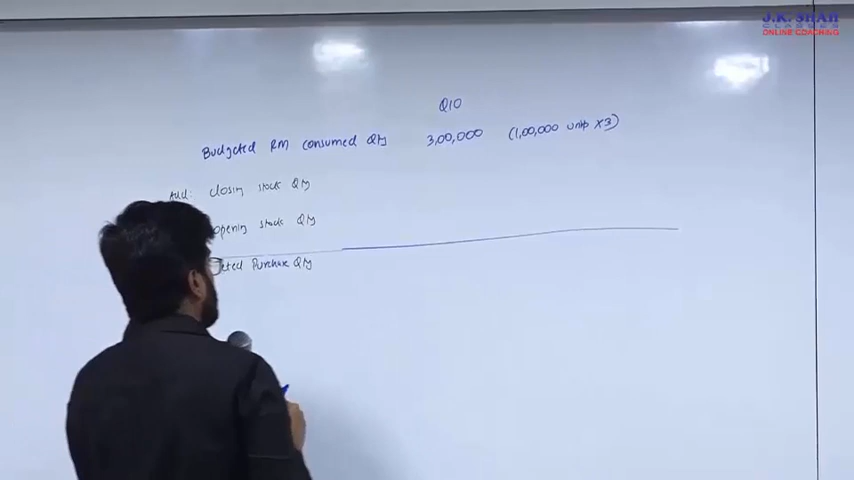 J.K. SHAH
CLASSES
ONLINE COACHING
Q10
Budgeted RM consumed Qty 3,00,000 (1,00,000 units x3)
Add: closing stock Qty
opening stock Qty
Purchase Qty